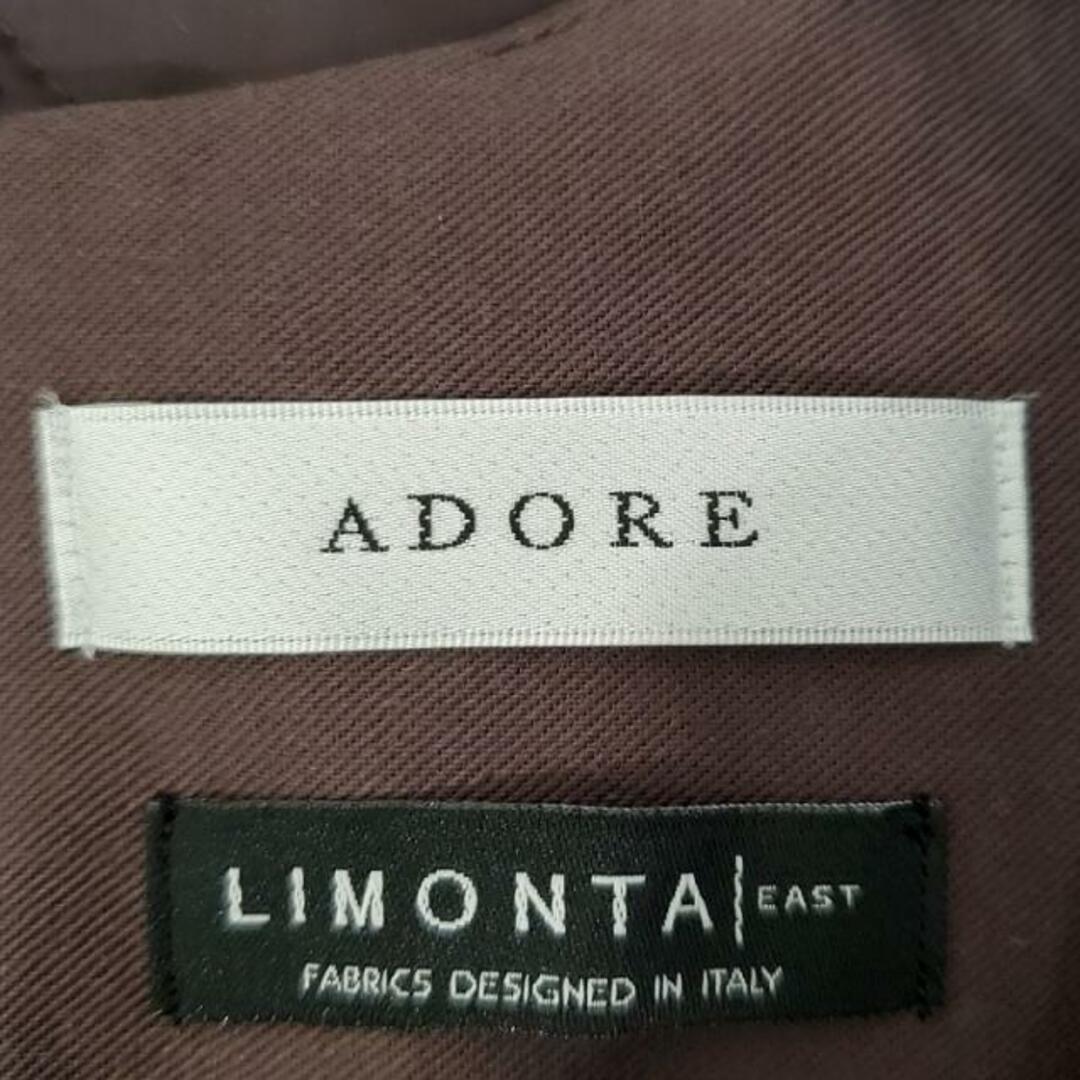 ADORE
LIMONTA|EAST
FABRICS DESIGNED IN ITALY